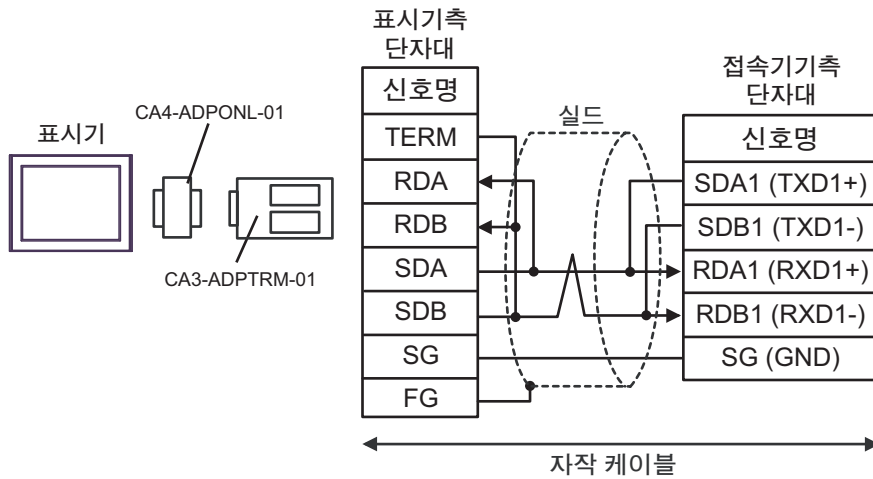 표시기
CA4-ADPONL-01
CA3-ADPTRM-01
표시기측
단자대
신호명
TERM
RDA
RDB
SDA
SDB
SG
FG
실드
접속기기측
단자대
신호명
SDA1 (TXD1+)
SDB1 (TXD1-)
RDA1 (RXD1+)
RDB1 (RXD1-)
SG (GND)
자작 케이블